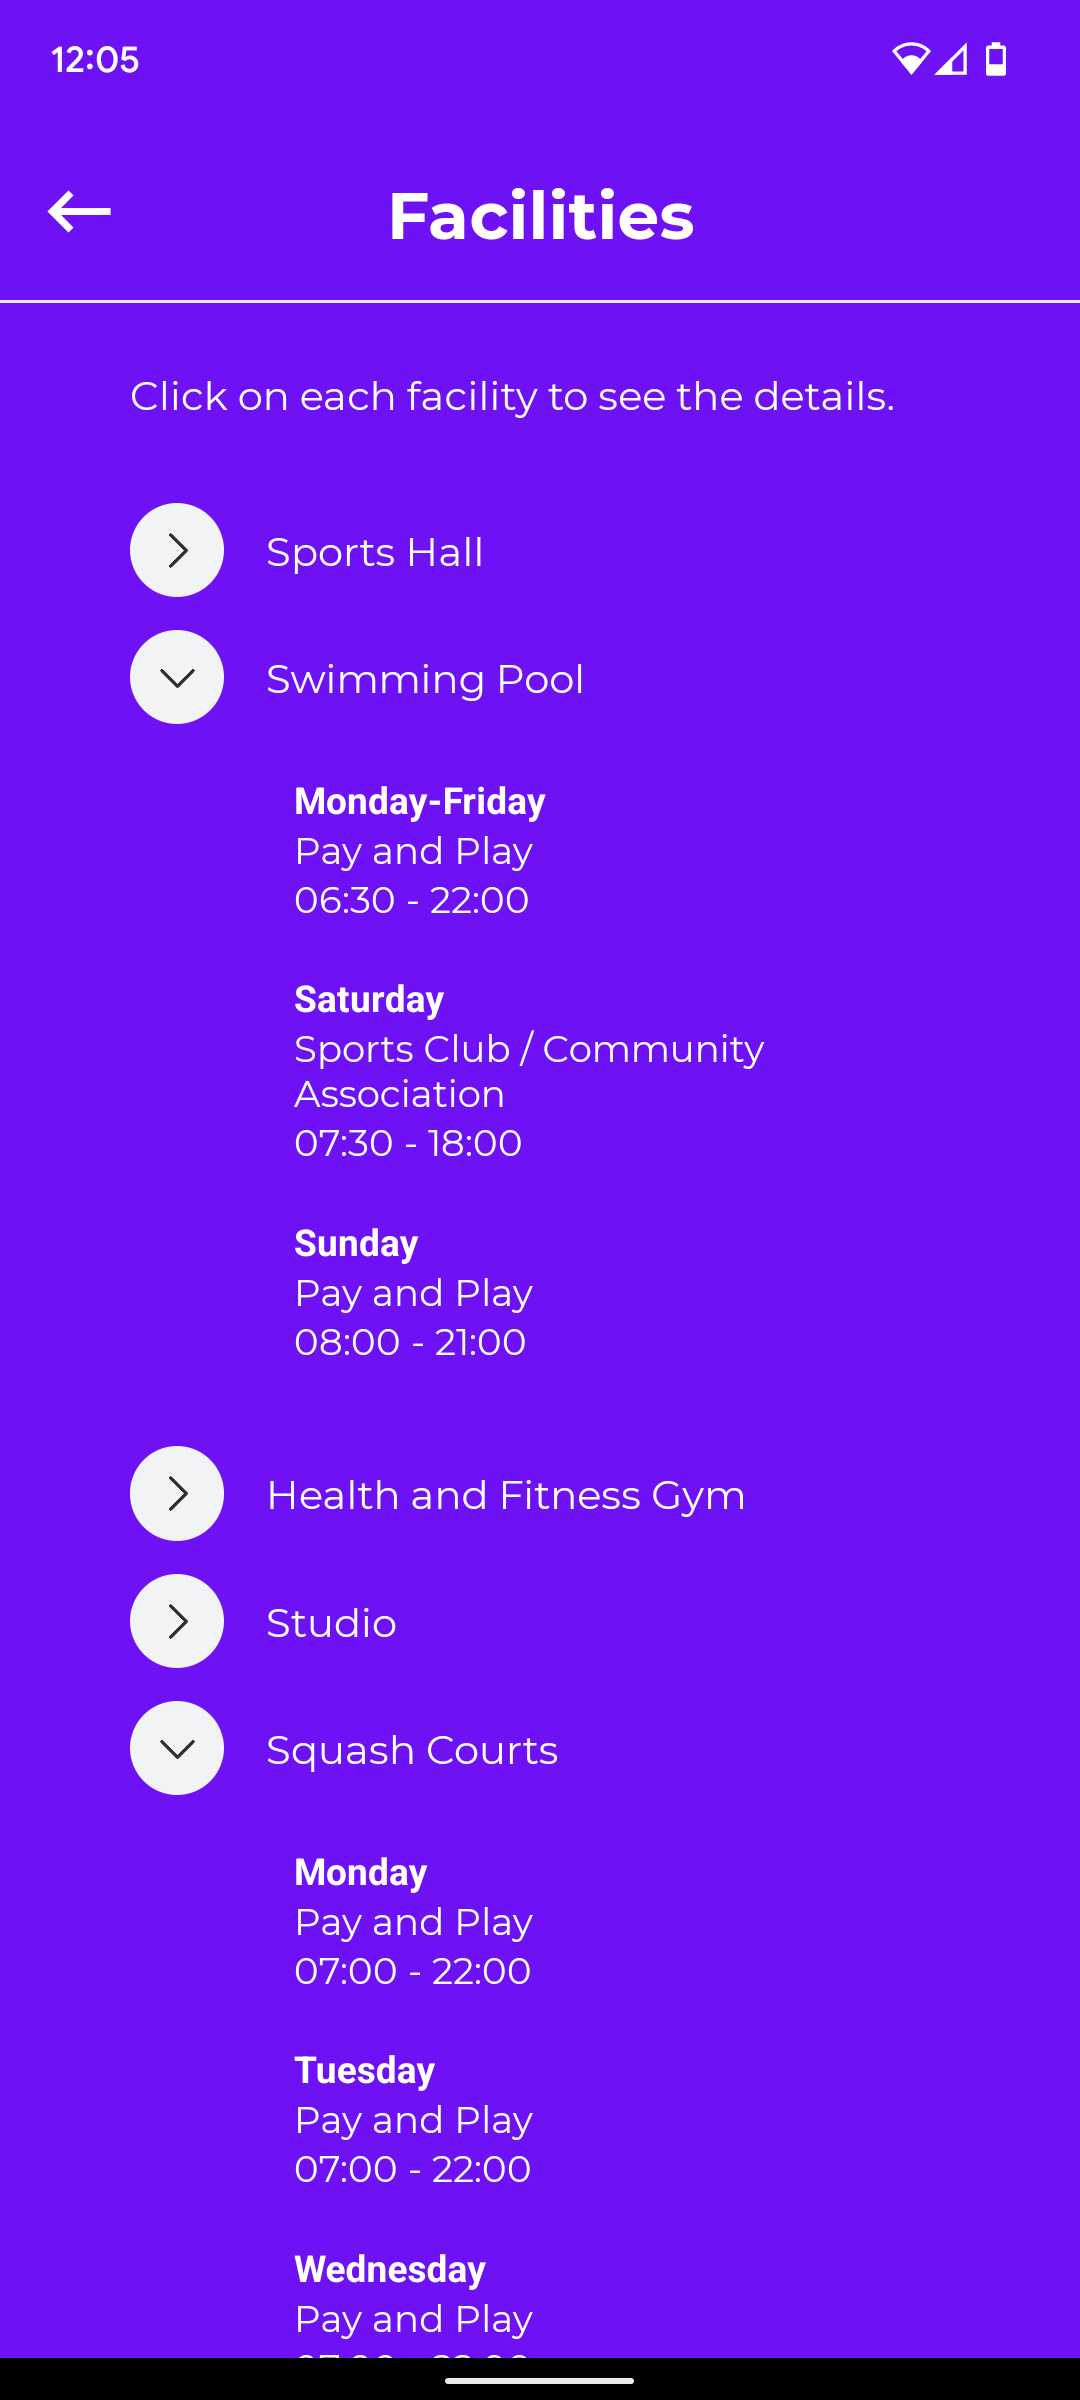 12:05
Facilities
Click on each facility to see the details.
Sports Hall
Swimming Pool
Monday-Friday
Pay and Play
06:30 - 22:00
Saturday
Sports Club / Community
Association
07:30 - 18:00
Sunday
Pay and Play
08:00 - 21:00
Health and Fitness Gym
Studio
Squash Courts
Monday
Pay and Play
07:00 - 22:00
Tuesday
Pay and Play
07:00 - 22:00
Wednesday
Pay and Play